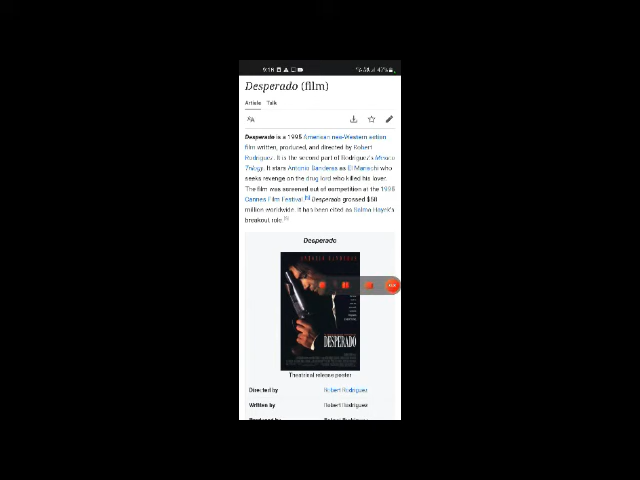 9:16
Desperado (film)
Article Talk
Desperado is a 1995 American neo-Western action
film written, produced, and directed by Robert
Rodriguez. It is the second part of Rodriguez's Mexico
Trilogy. It stars Antonio Banderas as El Mariachi who
seeks revenge on the drug lord who killed his lover.
The film was screened out of competition at the 1995
Cannes Film Festival. Desperado grossed $58
million worldwide. It has been cited as Salma Hayek's
breakout role.
Desperado
DESPERADO
Theatrical release poster
Directed by Robert Rodriguez
Written by Robert Rodriguez